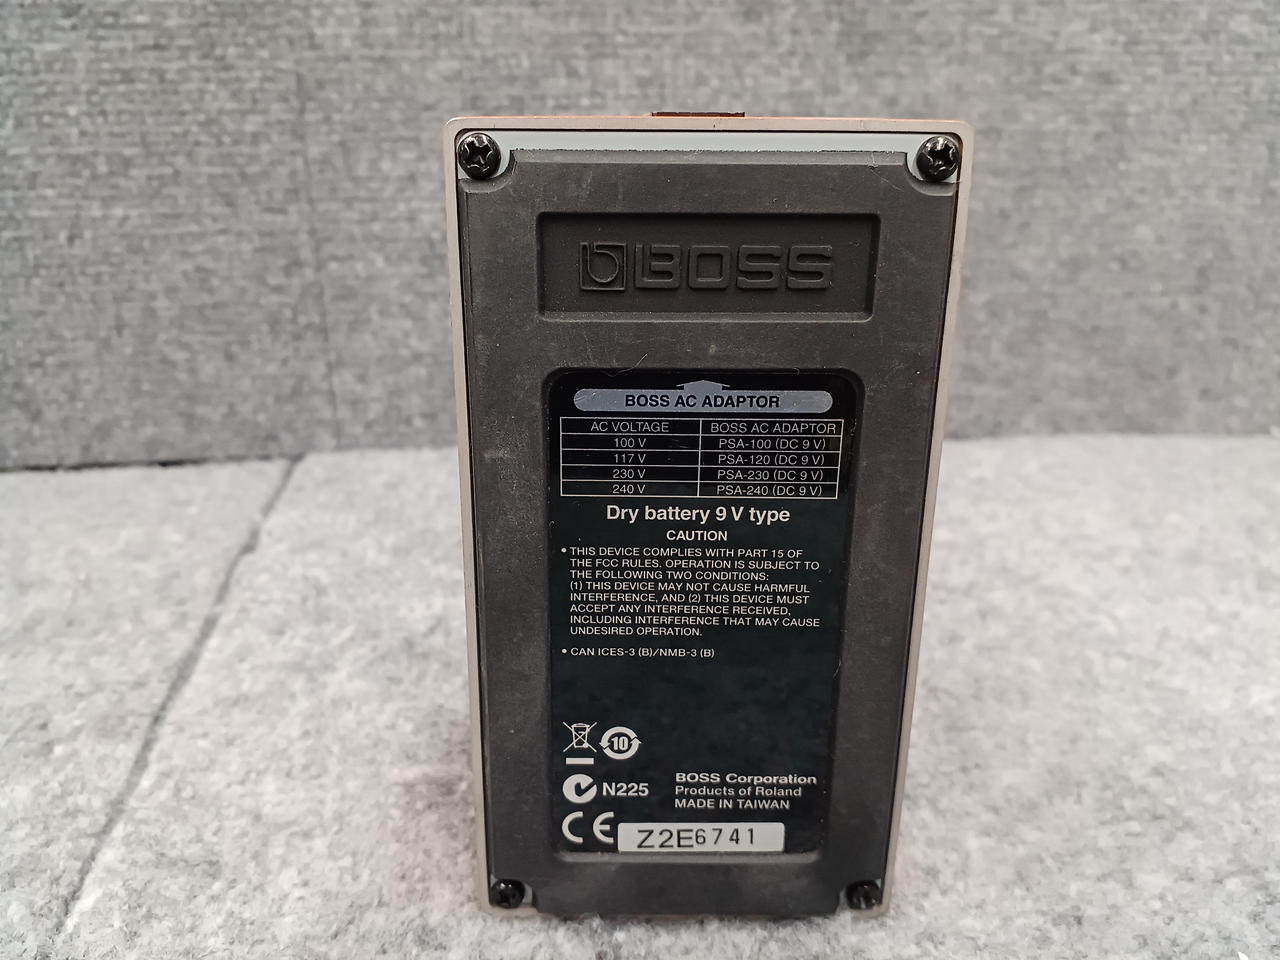 BOSS
BOSS AC ADAPTOR
AC VOLTAGE BOSS AC ADAPTOR
100 V PSA-100 (DC 9 V)
117 V PSA-120 (DC 9 V)
230 V PSA-230 (DC 9 V)
240 V PSA-240 (DC 9 V)
Dry battery 9 V type
CAUTION
• THIS DEVICE COMPLIES WITH PART 15 OF
THE FCC RULES. OPERATION IS SUBJECT TO
THE FOLLOWING TWO CONDITIONS:
(1) THIS DEVICE MAY NOT CAUSE HARMFUL
INTERFERENCE, AND (2) THIS DEVICE MUST
ACCEPT ANY INTERFERENCE RECEIVED,
INCLUDING INTERFERENCE THAT MAY CAUSE
UNDESIRED OPERATION.
• CAN ICES-3 (B)/NMB-3 (B)
10
N225
BOSS Corporation
Products of Roland
MADE IN TAIWAN
CE
Z2E6741